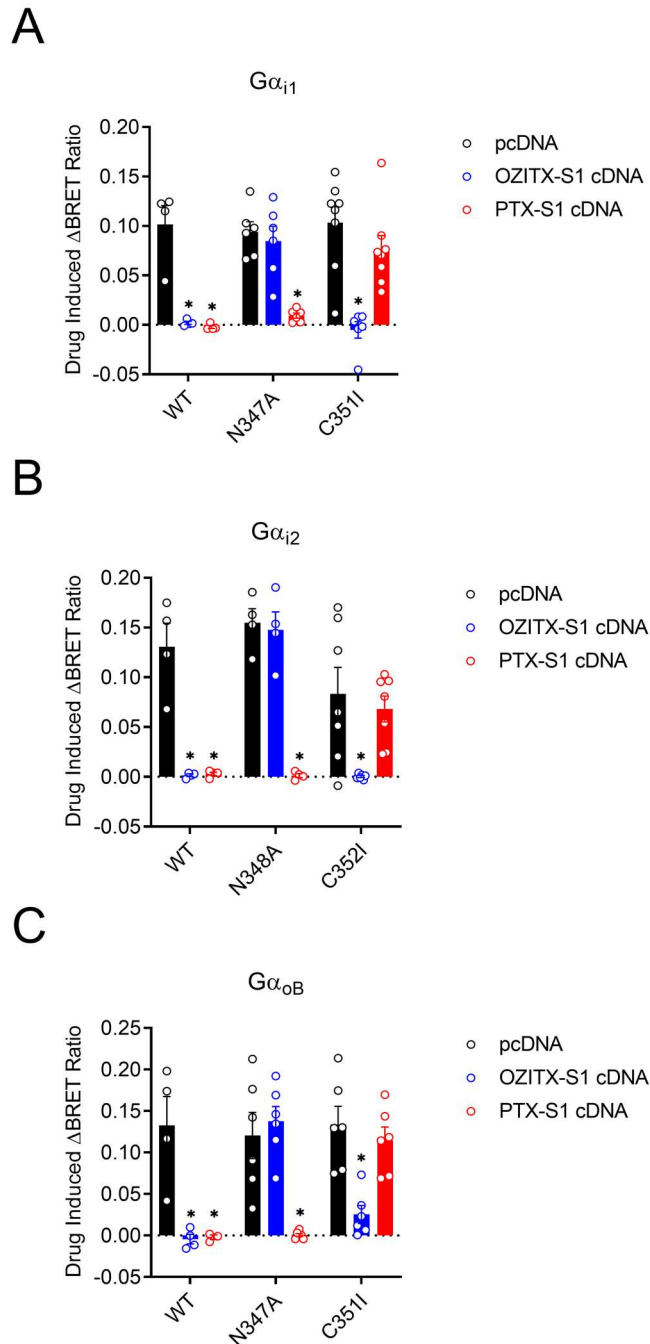 A
Gαi1
Drug Induced ΔBRET Ratio
0.20
0.15
0.10
0.05
0.00
-0.05
* *
*
*
WT
N347A
C351I
pcDNA
OZITX-S1 cDNA
PTX-S1 cDNA
B
Gαi2
Drug Induced ΔBRET Ratio
0.20
0.15
0.10
0.05
0.00
-0.05
* *
*
*
WT
N348A
C352I
pcDNA
OZITX-S1 cDNA
PTX-S1 cDNA
C
GαoB
Drug Induced ΔBRET Ratio
0.25
0.20
0.15
0.10
0.05
0.00
-0.05
* *
*
*
WT
N347A
C351I
pcDNA
OZITX-S1 cDNA
PTX-S1 cDNA